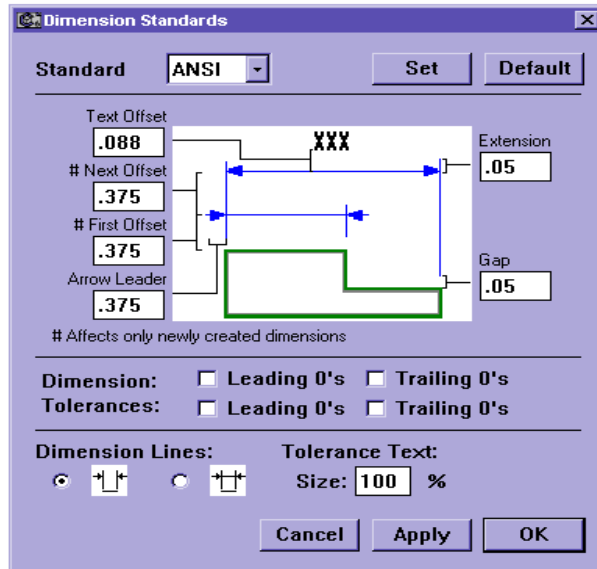 Dimension Standards
Standard ANSI Set Default
Text Offset
.088
# Next Offset
.375
# First Offset
.375
Arrow Leader
.375
XXX
Extension
.05
Gap
.05
# Affects only newly created dimensions
Dimension: Leading 0's Trailing 0's
Tolerances: Leading 0's Trailing 0's
Dimension Lines: Tolerance Text:
Size: 100 %
Cancel Apply OK